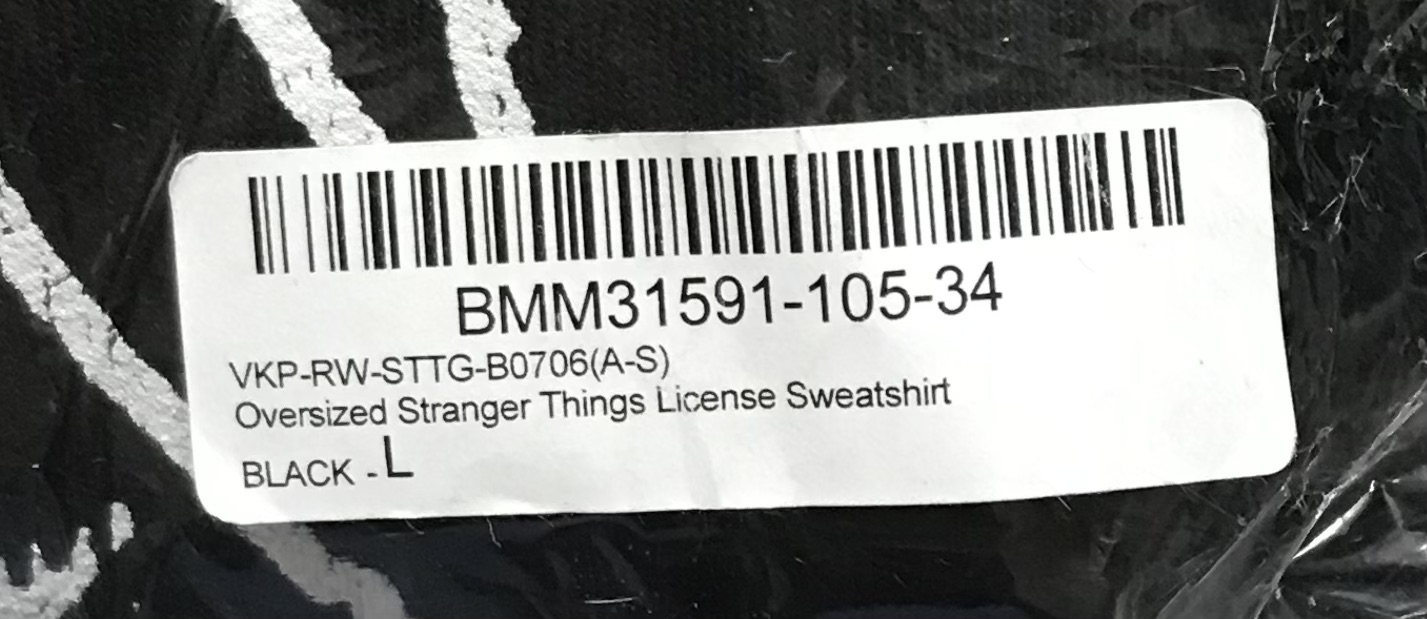 BMM31591-105-34
VKP-RW-STTG-B0706(A-S)
Oversized Stranger Things License Sweatshirt
BLACK - L